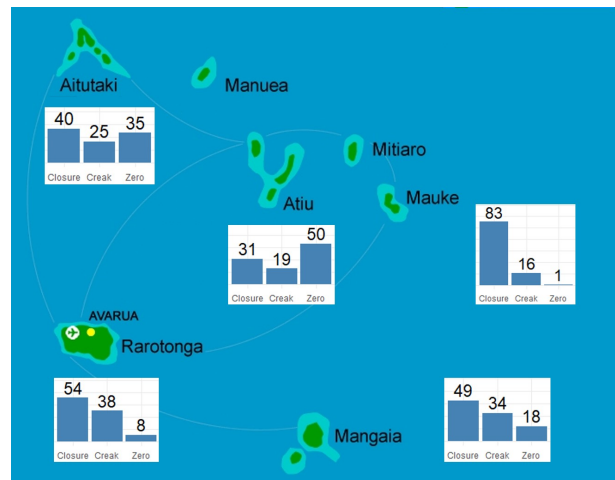 Aitutaki
Manuea
40 25 35
Closure Creak Zero
Mitiaro
Atiu
Mauke
31 19 50
Closure Creak Zero
83 16 1
Closure Creak Zero
AVARUA
Rarotonga
54 38 8
Closure Creak Zero
Mangaia
49 34 18
Closure Creak Zero